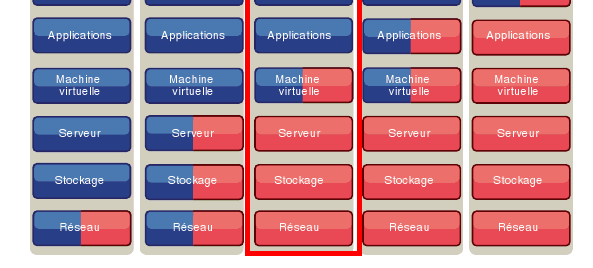 Applications Applications Applications Applications Applications
Machine Machine Machine Machine Machine
virtuelle virtuelle virtuelle virtuelle virtuelle
Serveur Serveur Serveur Serveur Serveur
Stockage Stockage Stockage Stockage Stockage
Réseau Réseau Réseau Réseau Réseau